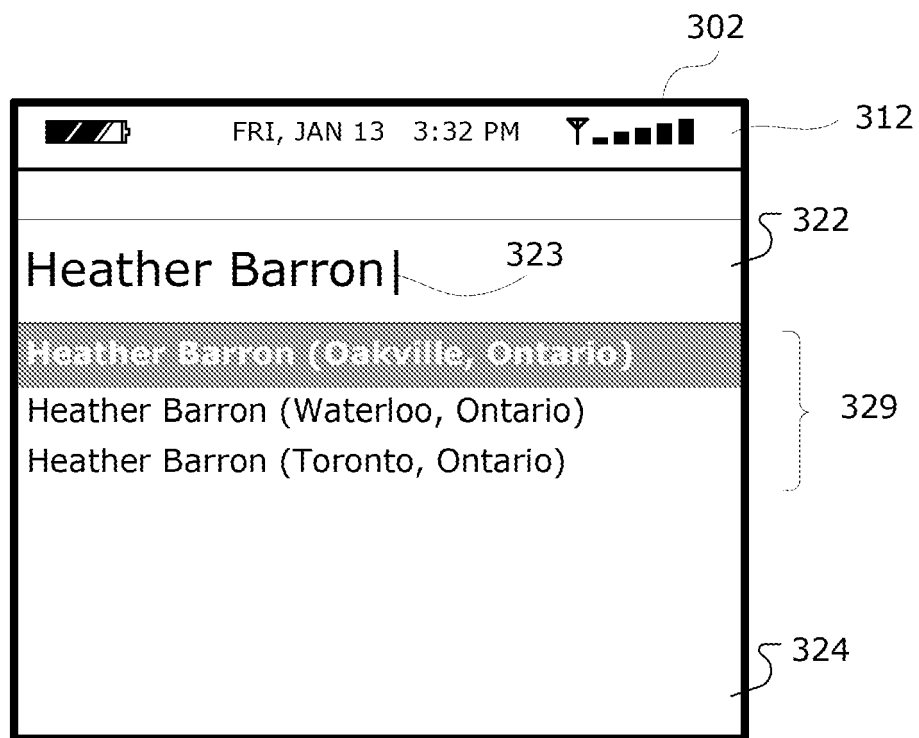 302
FRI, JAN 13 3:32 PM
312
322
Heather Barron
323
Heather Barron (Oakville, Ontario)
Heather Barron (Waterloo, Ontario)
329
Heather Barron (Toronto, Ontario)
324